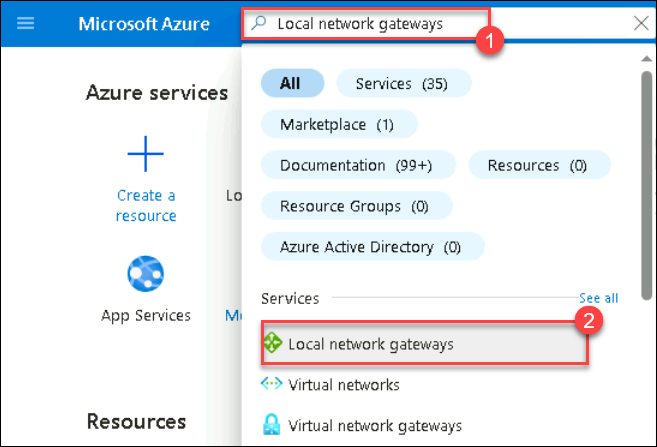 Microsoft Azure
Local network gateways
1
Azure services
All
Services (35)
Marketplace (1)
Documentation (99+)
Resources (0)
Resource Groups (0)
Azure Active Directory (0)
Create a
resource
Lo
App Services
Services
See all
2
Local network gateways
Virtual networks
Virtual network gateways
Resources